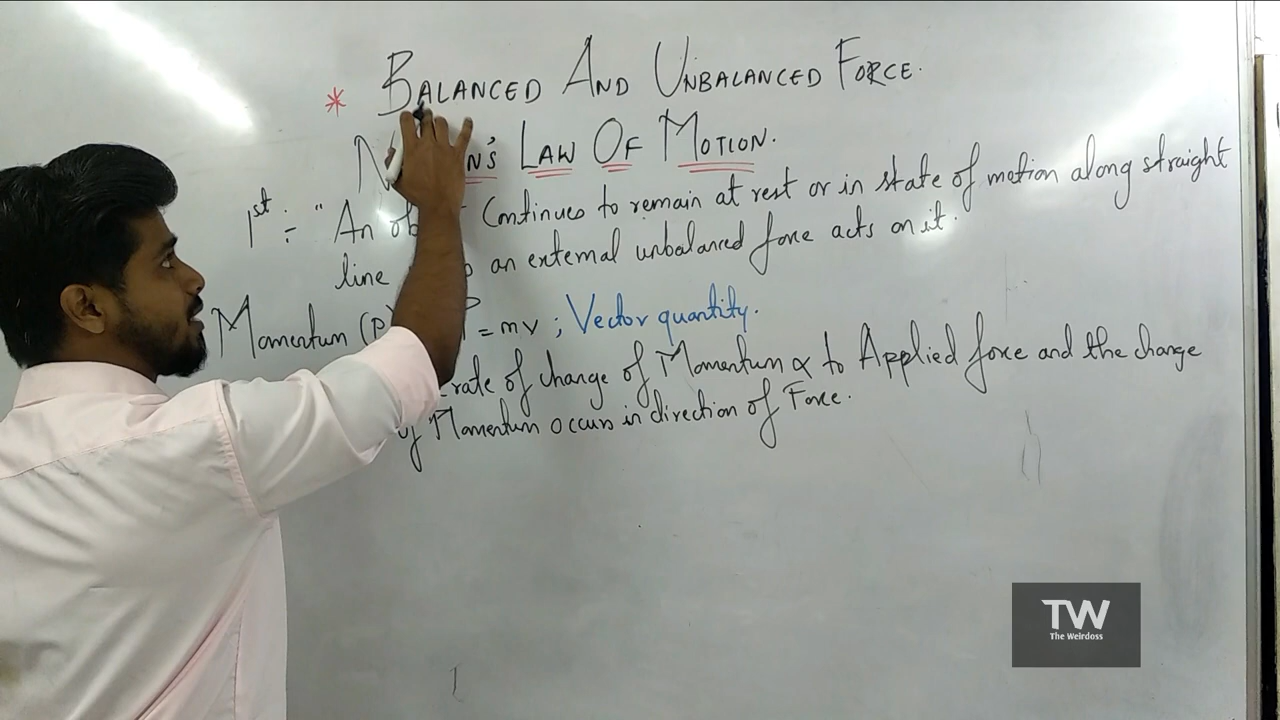 * BALANCED AND UNBALANCED FORCE.
N's LAW OF MOTION.
1st :- "An continues to remain at rest or in state of motion along straight
line an external unbalanced force acts on it.
Momentum (P) = mv ; Vector quantity.
rate of change of Momentum ∝ to Applied force and the change
of Momentum occurs in direction of Force.
TW
The Weirdoss